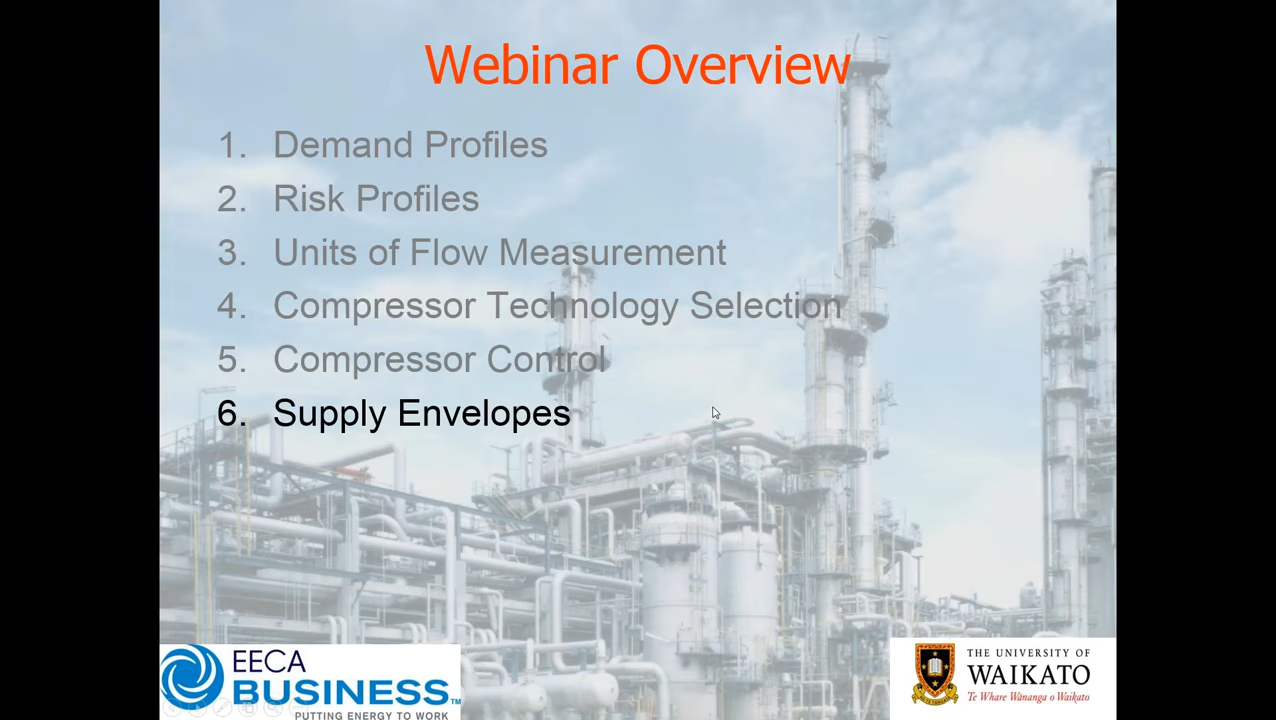 Webinar Overview
1. Demand Profiles
2. Risk Profiles
3. Units of Flow Measurement
4. Compressor Technology Selection
5. Compressor Control
6. Supply Envelopes
EECA
BUSINESS™
PUTTING ENERGY TO WORK
THE UNIVERSITY OF
WAIKATO
Te Whare Wānanga o Waikato